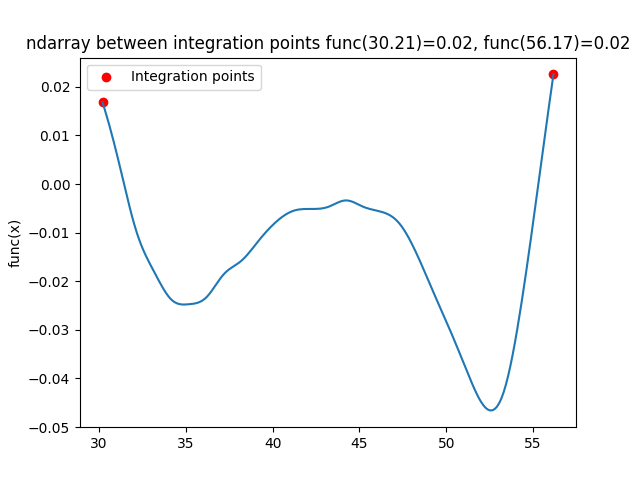 ndarray between integration points func(30.21)=0.02, func(56.17)=0.02
Integration points
func(x)
0.02
0.01
0.00
−0.01
−0.02
−0.03
−0.04
−0.05
30 35 40 45 50 55